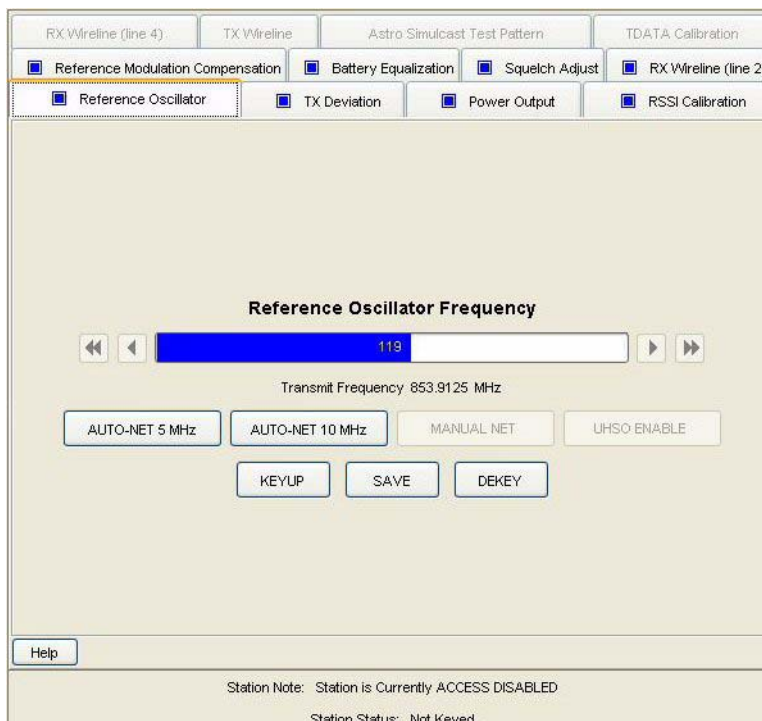 RX Wireline (line 4) TX Wireline Astro Simulcast Test Pattern TDATA Calibration
Reference Modulation Compensation Battery Equalization Squelch Adjust RX Wireline (line 2
Reference Oscillator TX Deviation Power Output RSSI Calibration
Reference Oscillator Frequency
119
Transmit Frequency 853.9125 MHz
AUTO-NET 5 MHz AUTO-NET 10 MHz MANUAL NET UHSO ENABLE
KEYUP SAVE DEKEY
Help
Station Note: Station is Currently ACCESS DISABLED
Station Status: Not Keyed